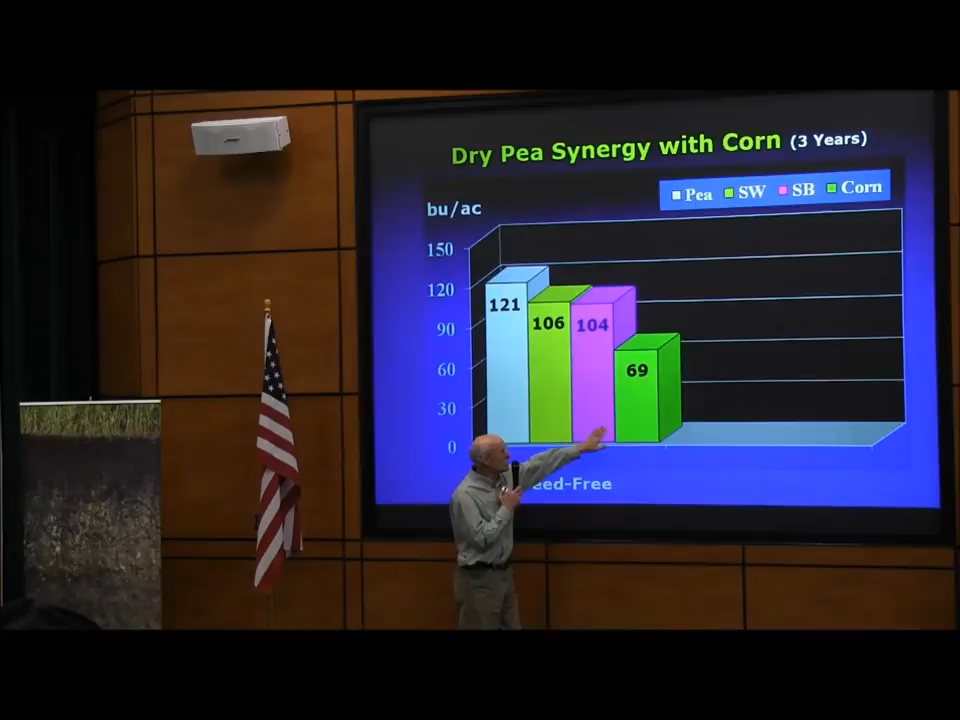 Dry Pea Synergy with Corn (3 Years)
Pea SW SB Corn
bu/ac
150
120
90
60
30
0
121
106
104
69
eed-Free